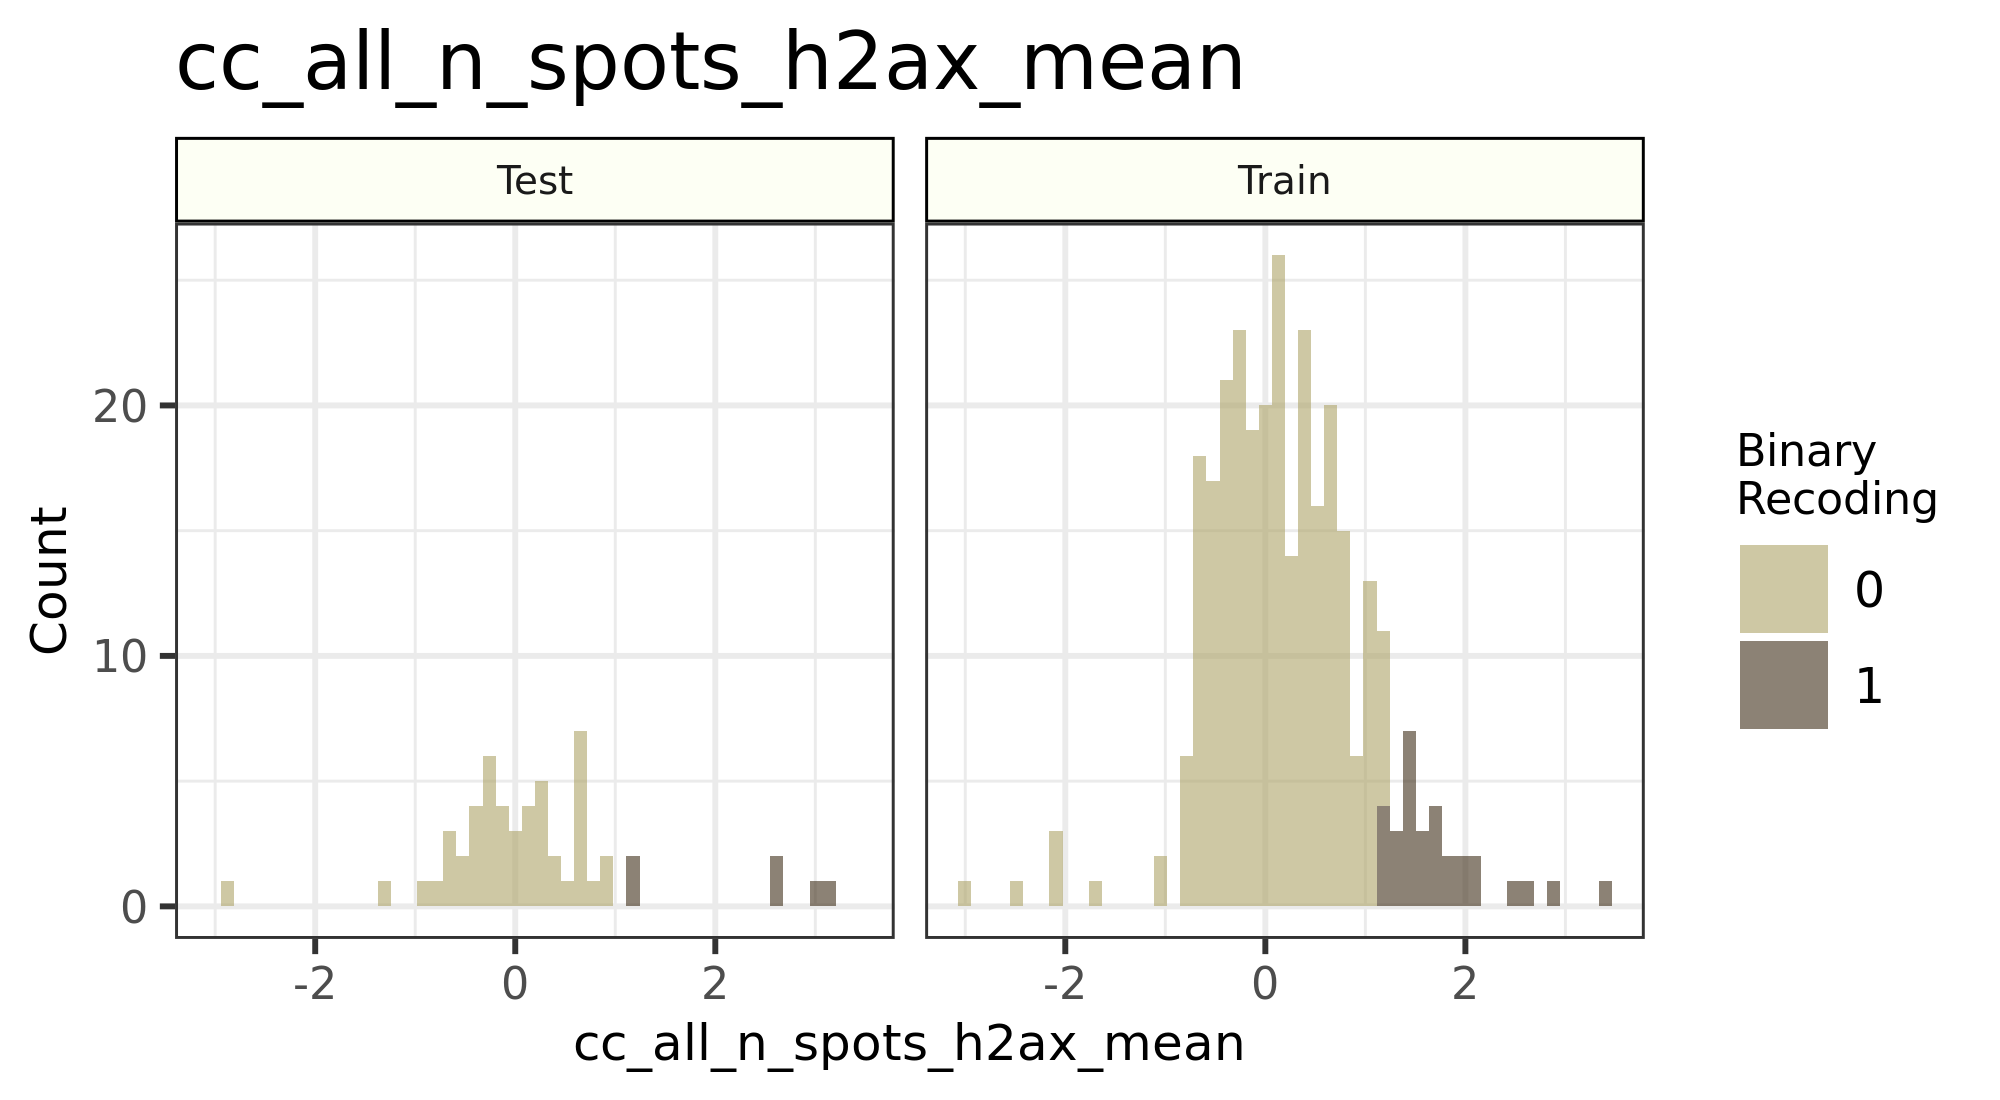 cc_all_n_spots_h2ax_mean
Test
Train
20
10
0
Count
-2
0
2
-2
0
2
cc_all_n_spots_h2ax_mean
Binary
Recoding
0
1